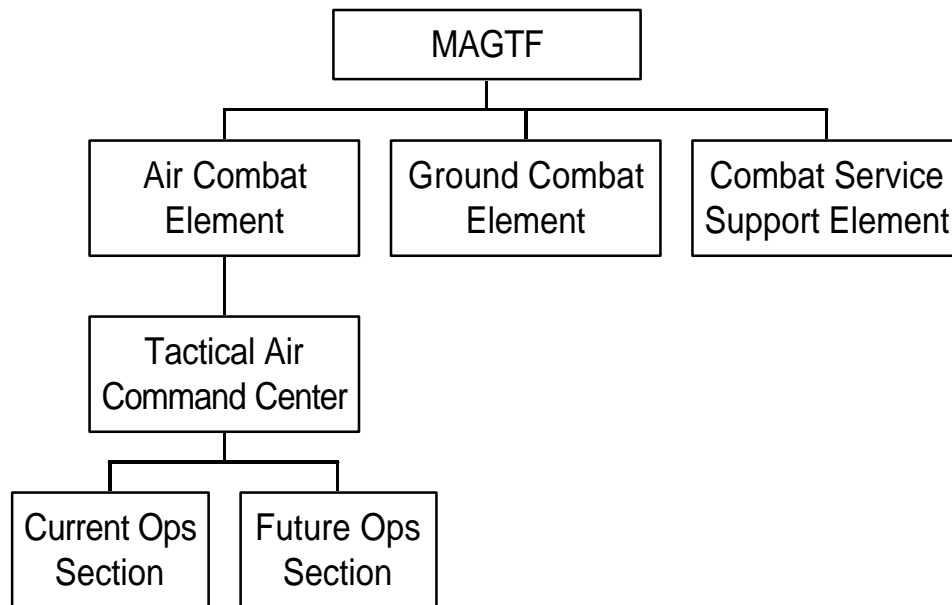 MAGTF
Air Combat
Element
Ground Combat
Element
Combat Service
Support Element
Tactical Air
Command Center
Current Ops
Section
Future Ops
Section